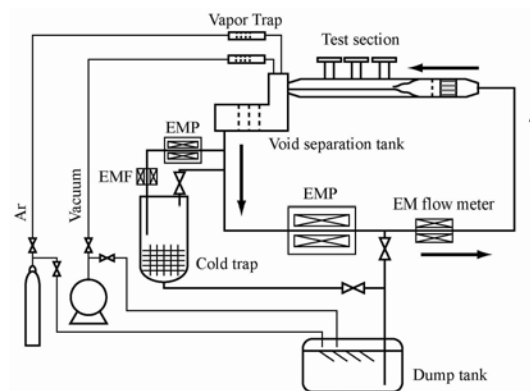 Vapor Trap
Test section
EMP
Void separation tank
EMF
EMP
EM flow meter
Ar
Vacuum
Cold trap
Dump tank